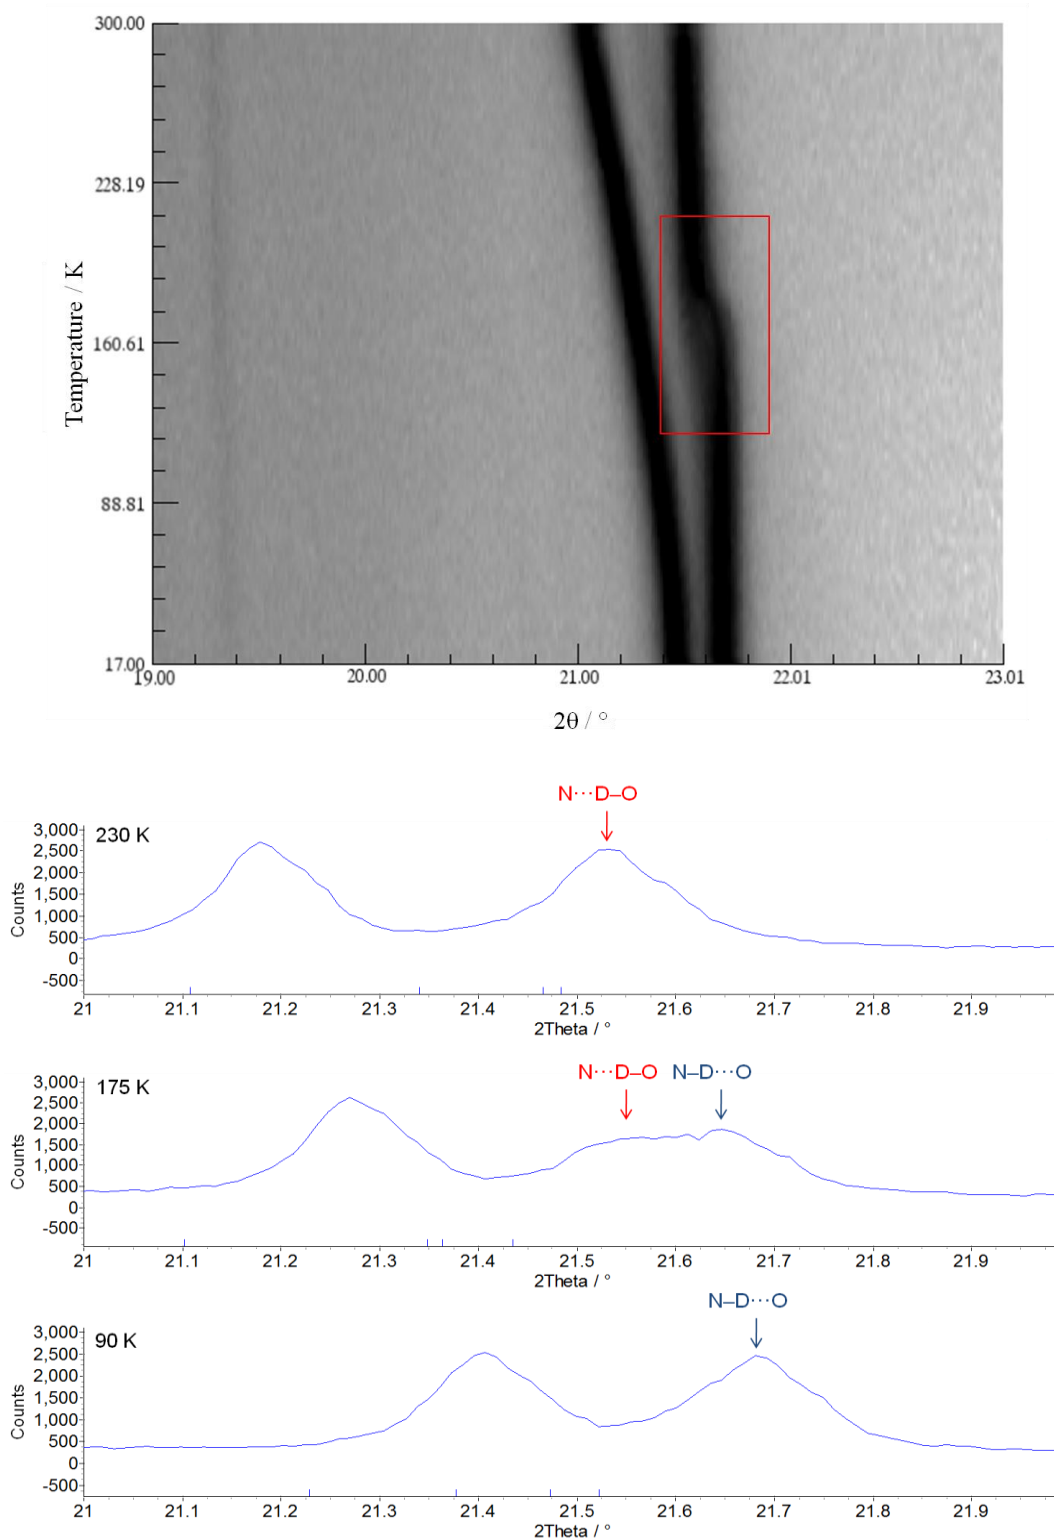 300.00
228.19
160.61
88.81
17.00
Temperature / K
19.00 20.00 21.00 22.01 23.01
2θ / °
N···D–O
230 K
3,000
2,500
2,000
1,500
1,000
500
0
-500
Counts
21 21.1 21.2 21.3 21.4 21.5 21.6 21.7 21.8 21.9
2Theta / °
N···D–O N–D···O
175 K
3,000
2,500
2,000
1,500
1,000
500
0
-500
Counts
21 21.1 21.2 21.3 21.4 21.5 21.6 21.7 21.8 21.9
2Theta / °
N–D···O
90 K
3,000
2,500
2,000
1,500
1,000
500
0
-500
Counts
21 21.1 21.2 21.3 21.4 21.5 21.6 21.7 21.8 21.9
2Theta / °